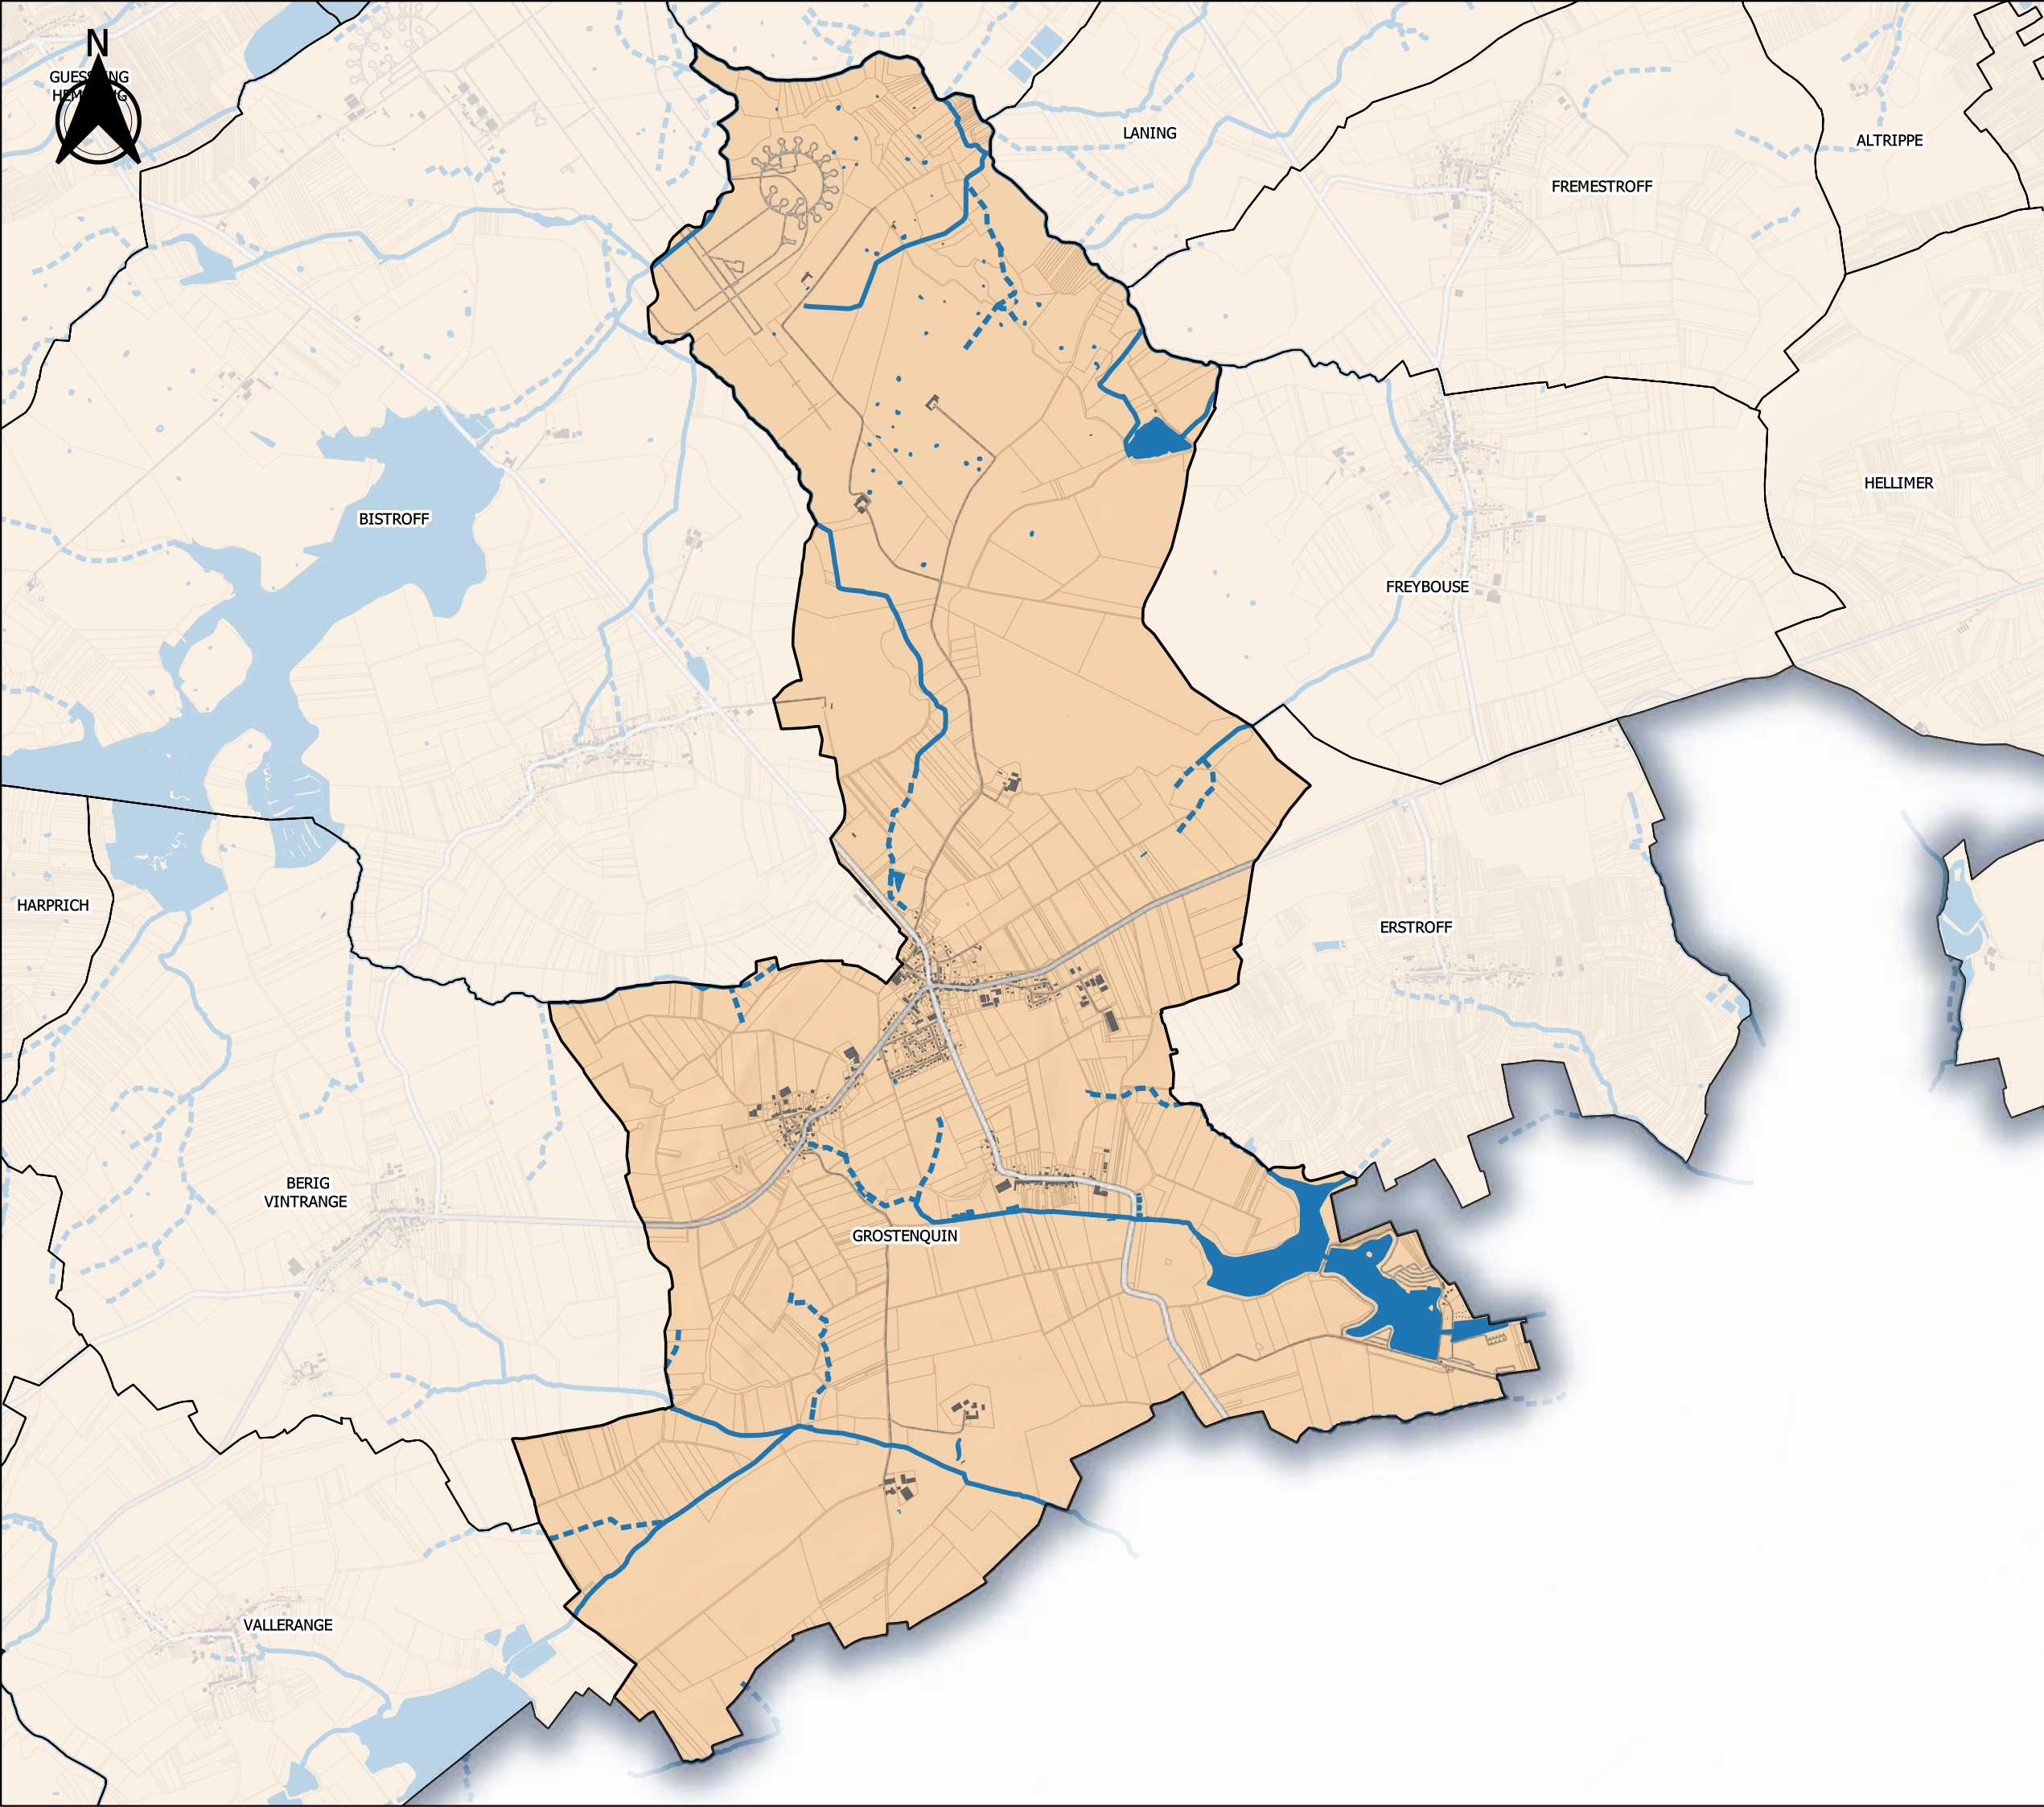 N
LANING
ALTRIPPE
FREMESTROFF
HELLIMER
BISTROFF
FREYBOUSE
HARPRICH
ERSTROFF
BERIG
VINTRANGE
GROSTENQUIN
VALLERANGE